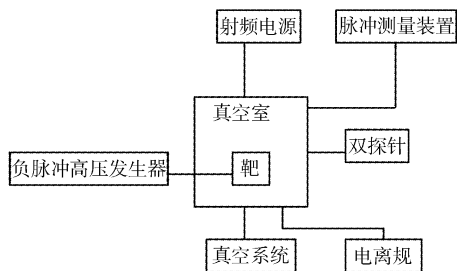 射频电源
脉冲测量装置
真空室
双探针
负脉冲高压发生器
靶
真空系统
电离规